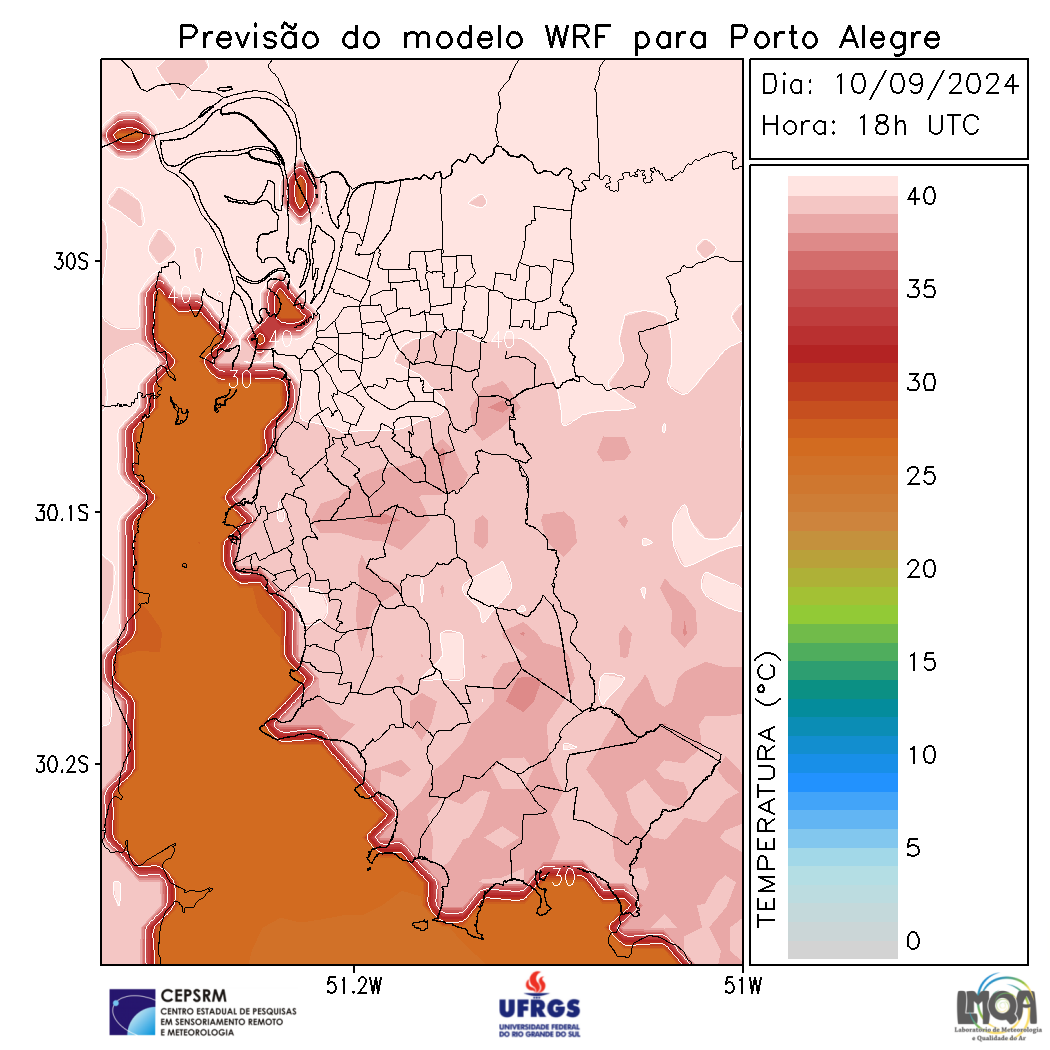 Previsão do modelo WRF para Porto Alegre
Dia: 10/09/2024
Hora: 18h UTC
30S
30.1S
30.2S
51.2W
51W
40
40
40
30
30
TEMPERATURA (°C)
40
35
30
25
20
15
10
5
0
CEPSRM
CENTRO ESTADUAL DE PESQUISAS
EM SENSORIAMENTO REMOTO
E METEOROLOGIA
UFRGS
UNIVERSIDADE FEDERAL
DO RIO GRANDE DO SUL
LMQA
Laboratório de Meteorologia
e Qualidade do Ar